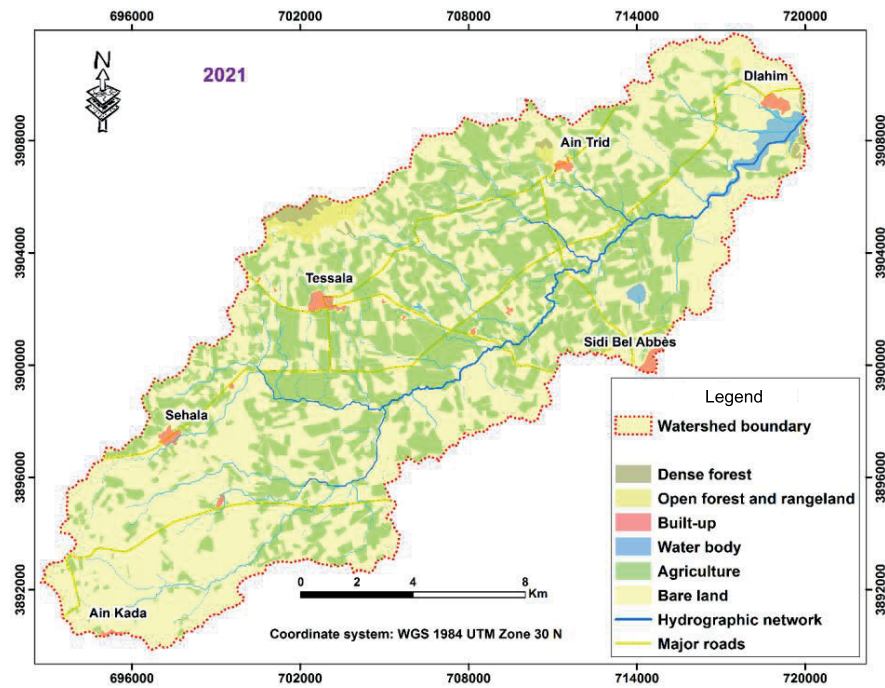 696000 702000 708000 714000 720000
N
2021
Dlahim
3908000 3908000
Ain Trid
3904000 3904000
Tessala
Sidi Bel Abbès
3900000 3900000
Legend
Sehala
Watershed boundary
3896000 3896000
Dense forest
Open forest and rangeland
Built-up
Water body
Agriculture
0 2 4 8
Km
3892000 3892000
Bare land
Ain Kada
Hydrographic network
Coordinate system: WGS 1984 UTM Zone 30 N
Major roads
696000 702000 708000 714000 720000